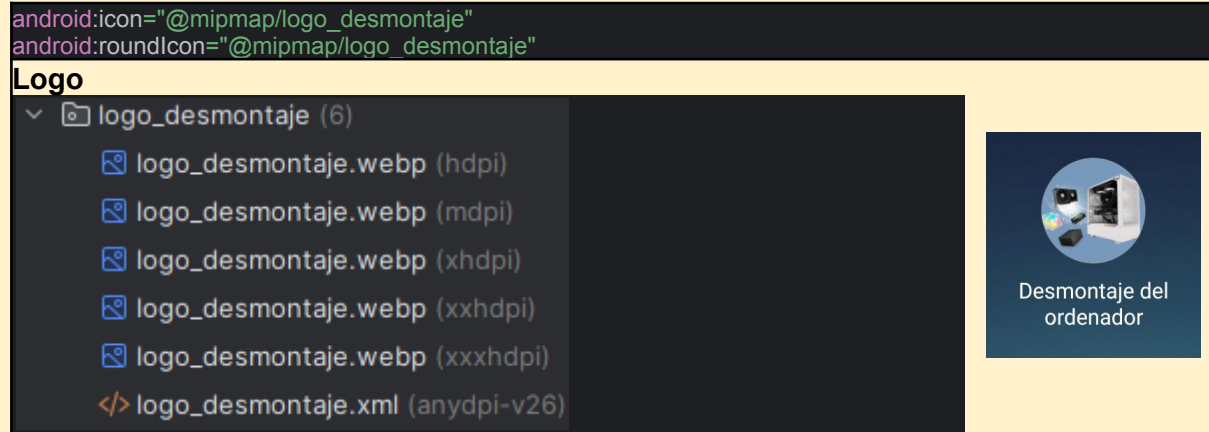 android:icon="@mipmap/logo_desmontaje"
android:roundIcon="@mipmap/logo_desmontaje"
Logo
logo_desmontaje (6)
logo_desmontaje.webp (hdpi)
logo_desmontaje.webp (mdpi)
logo_desmontaje.webp (xhdpi)
logo_desmontaje.webp (xxhdpi)
logo_desmontaje.webp (xxxhdpi)
</> logo_desmontaje.xml (anydpi-v26)
Desmontaje del
ordenador